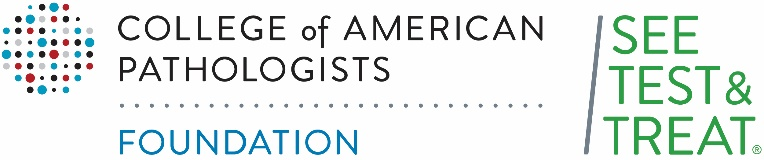 COLLEGE of AMERICAN
PATHOLOGISTS
FOUNDATION
SEE
TEST &
TREAT®